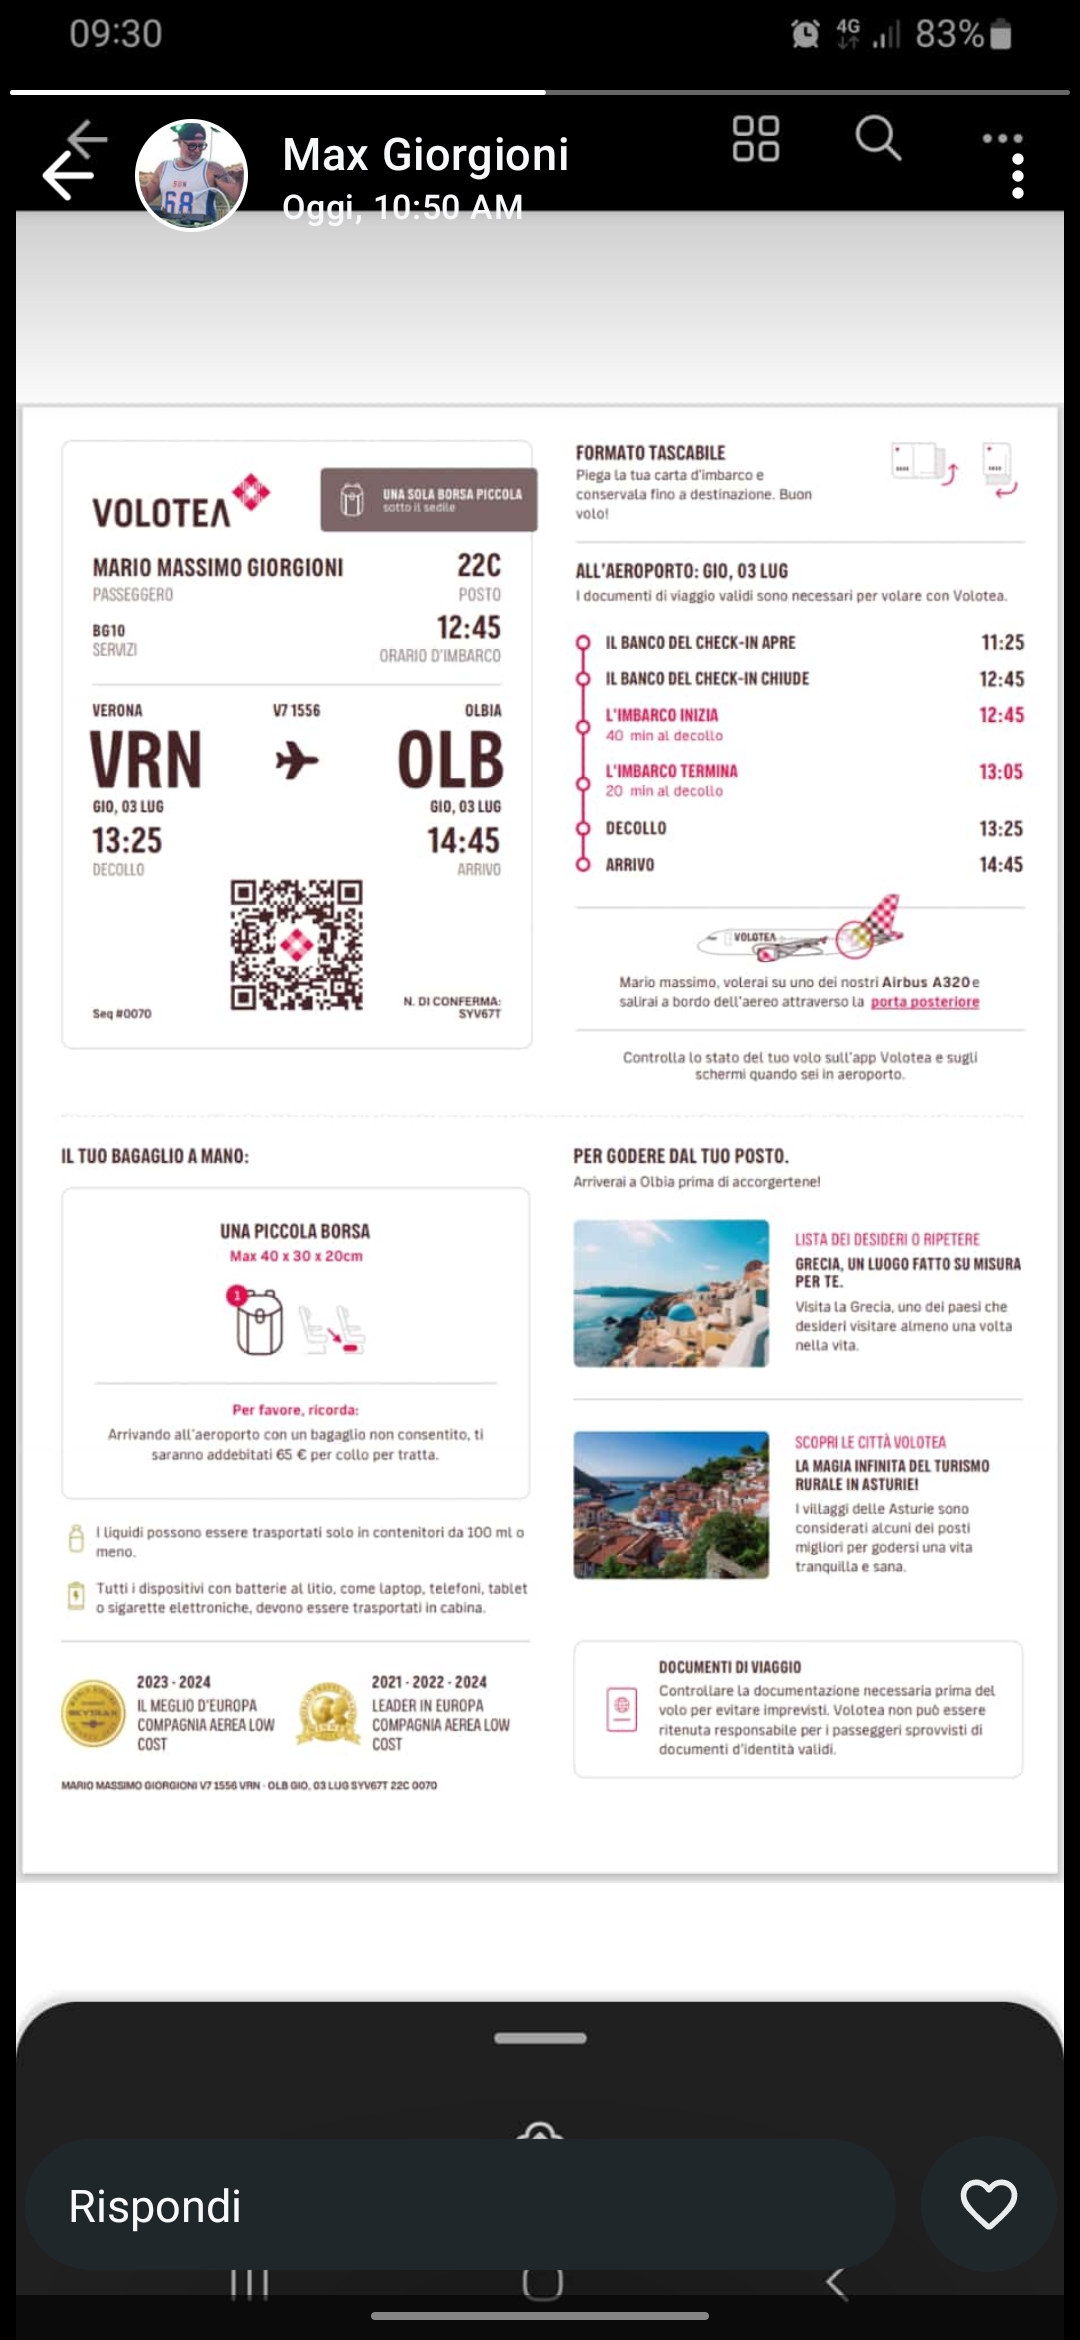 09:30
4G
83%
Max Giorgioni
Oggi, 10:50 AM
VOLOTEA
UNA SOLA BORSA PICCOLA
sotto il sedile
MARIO MASSIMO GIORGIONI
22C
PASSEGGERO
POSTO
BG10
12:45
SERVIZI
ORARIO D'IMBARCO
VERONA
V7 1556
OLBIA
VRN
OLB
GIO, 03 LUG
GIO, 03 LUG
13:25
14:45
DECOLLO
ARRIVO
Seq #0070
N. DI CONFERMA:
SYV67T
FORMATO TASCABILE
Piega la tua carta d'imbarco e
conservala fino a destinazione. Buon
volo!
ALL'AEROPORTO: GIO, 03 LUG
I documenti di viaggio validi sono necessari per volare con Volotea.
IL BANCO DEL CHECK-IN APRE 11:25
IL BANCO DEL CHECK-IN CHIUDE 12:45
L'IMBARCO INIZIA 12:45
40 min al decollo
L'IMBARCO TERMINA 13:05
20 min al decollo
DECOLLO 13:25
ARRIVO 14:45
VOLOTEA
Mario massimo, volerai su uno dei nostri Airbus A320 e
salirai a bordo dell'aereo attraverso la porta posteriore
Controlla lo stato del tuo volo sull'app Volotea e sugli
schermi quando sei in aeroporto.
IL TUO BAGAGLIO A MANO:
UNA PICCOLA BORSA
Max 40 x 30 x 20cm
1
Per favore, ricorda:
Arrivando all'aeroporto con un bagaglio non consentito, ti
saranno addebitati 65 € per collo per tratta.
I liquidi possono essere trasportati solo in contenitori da 100 ml o
meno.
Tutti i dispositivi con batterie al litio, come laptop, telefoni, tablet
o sigarette elettroniche, devono essere trasportati in cabina.
2023 - 2024
IL MEGLIO D'EUROPA
COMPAGNIA AEREA LOW
COST
2021 - 2022 - 2024
LEADER IN EUROPA
COMPAGNIA AEREA LOW
COST
MARIO MASSIMO GIORGIONI V7 1556 VRN - OLB GIO, 03 LUG SYV67T 22C 0070
PER GODERE DAL TUO POSTO.
Arriverai a Olbia prima di accorgertene!
LISTA DEI DESIDERI O RIPETERE
GRECIA, UN LUOGO FATTO SU MISURA
PER TE.
Visita la Grecia, uno dei paesi che
desideri visitare almeno una volta
nella vita.
SCOPRI LE CITTÀ VOLOTEA
LA MAGIA INFINITA DEL TURISMO
RURALE IN ASTURIE!
I villaggi delle Asturie sono
considerati alcuni dei posti
migliori per godersi una vita
tranquilla e sana.
DOCUMENTI DI VIAGGIO
Controllare la documentazione necessaria prima del
volo per evitare imprevisti. Volotea non può essere
ritenuta responsabile per i passeggeri sprovvisti di
documenti d'identità validi.
Rispondi